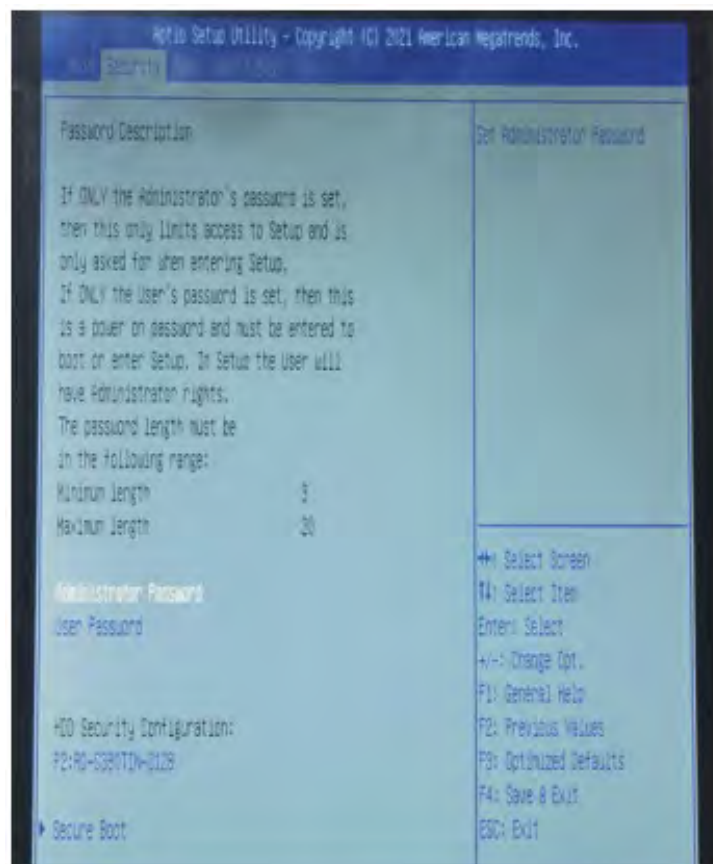 Aptio Setup Utility - Copyright (C) 2021 American Megatrends, Inc.
Security
Password Description
If ONLY the Administrator's password is set,
then this only limits access to Setup and is
only asked for when entering Setup.
If ONLY the User's password is set, then this
is a power on password and must be entered to
boot or enter Setup. In Setup the User will
have Administrator rights.
The password length must be
in the following range:
Minimum length 3
Maximum length 20
Administrator Password
User Password
HDD Security Configuration:
Secure Boot
Set Administrator Password
: Select Screen
: Select Item
Enter: Select
+/-: Change Opt.
F1: General Help
F2: Previous Values
F3: Optimized Defaults
F4: Save & Exit
ESC: Exit